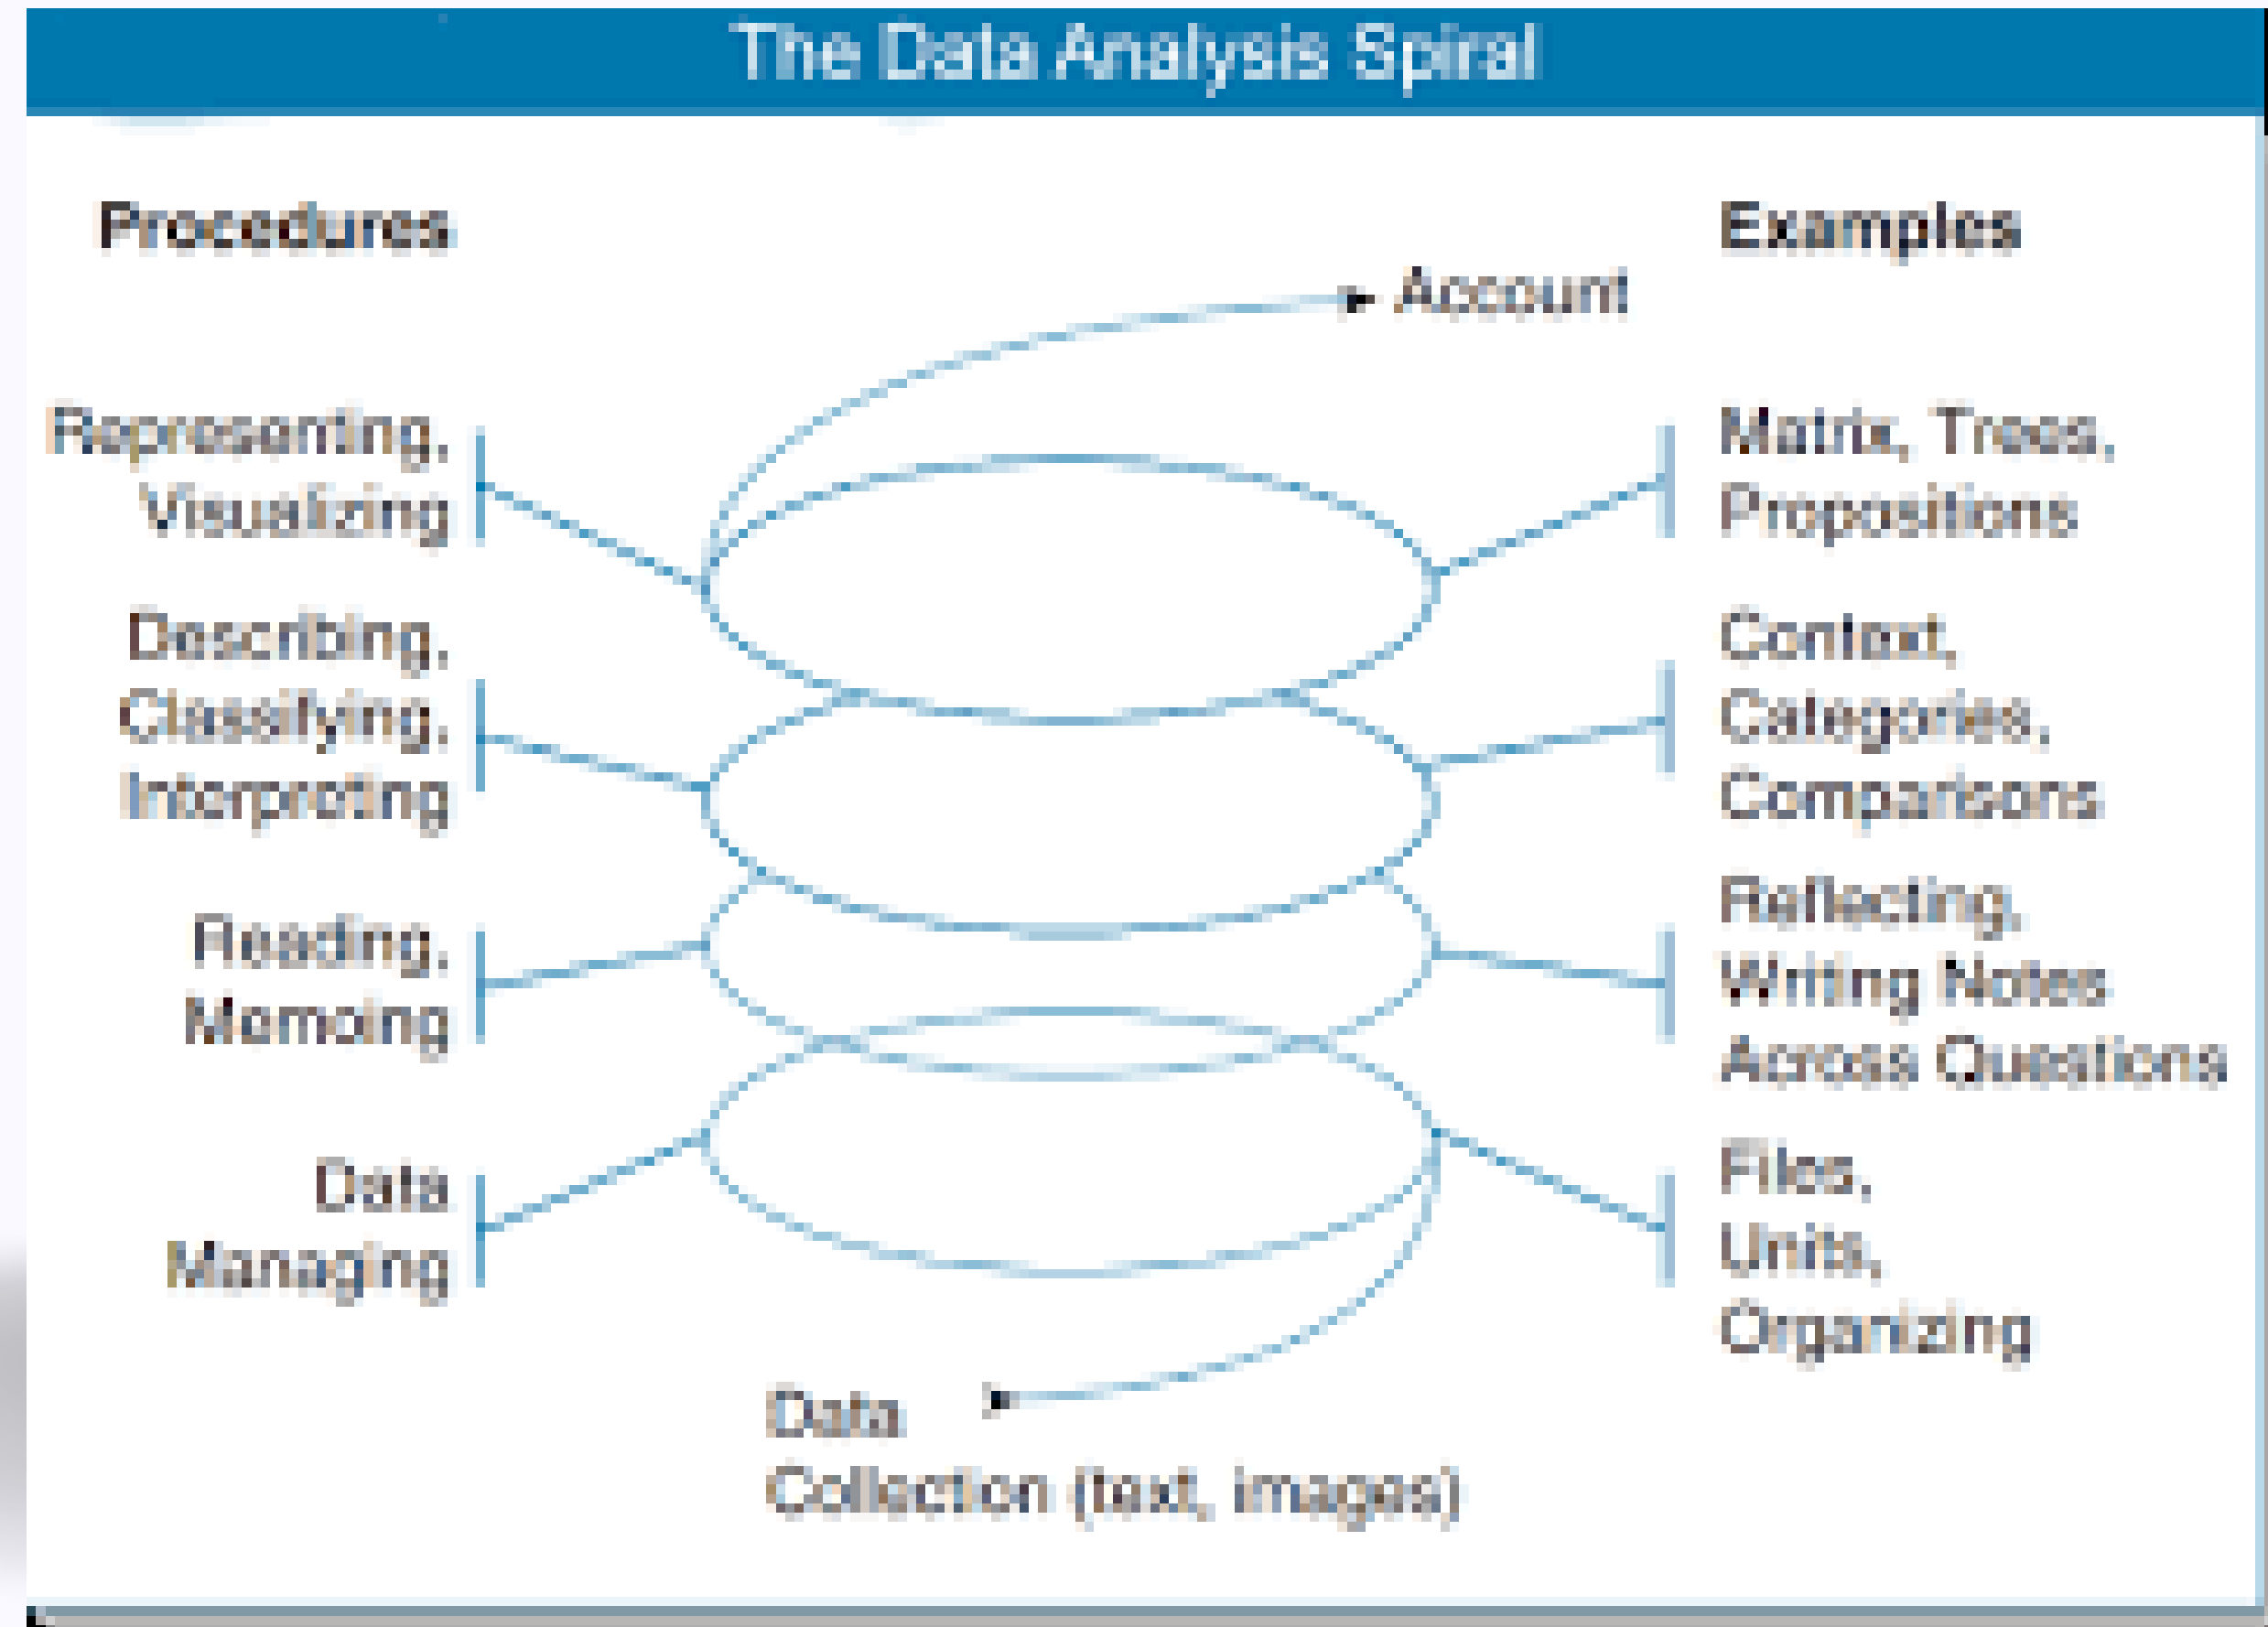 The Data Analysis Spiral
Procedures
Examples
Account
Representing,
Visualizing
Matrix, Trees,
Propositions
Describing,
Classifying,
Interpreting
Context,
Categories,
Comparisons
Reading,
Memoing
Reflecting,
Writing Notes
Across Questions
Data
Managing
Files,
Units,
Organizing
Data
Collection (text, images)